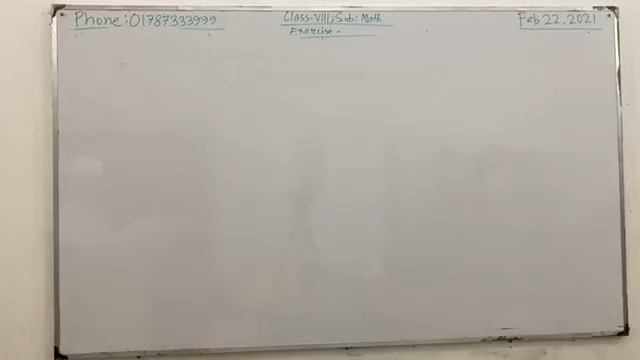 Phone: 01787333999
Class-VIII, Sub: Math
Exercise-
Feb 22, 2021